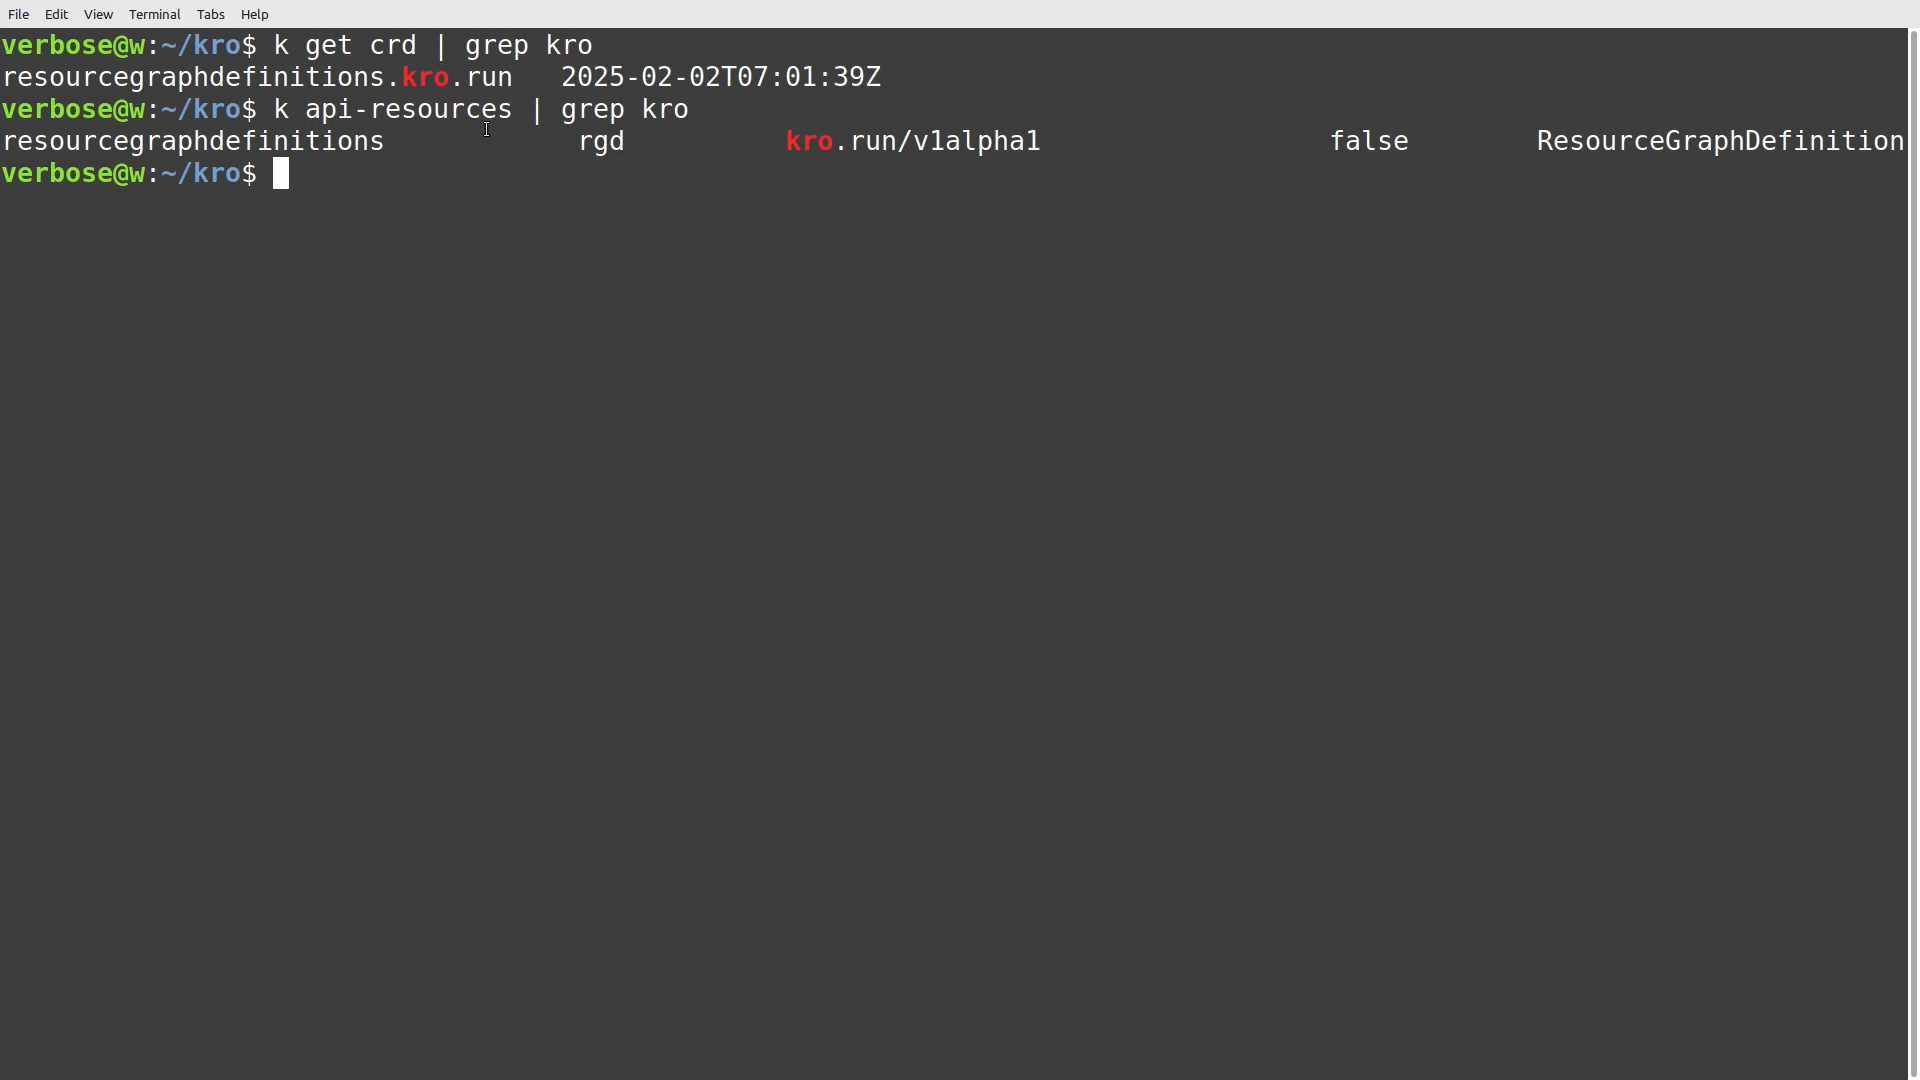 File Edit View Terminal Tabs Help
verbose@w:~/kro$ k get crd | grep kro
resourcegraphdefinitions.kro.run   2025-02-02T07:01:39Z
verbose@w:~/kro$ k api-resources | grep kro
resourcegraphdefinitions            rgd          kro.run/v1alpha1                  false        ResourceGraphDefinition
verbose@w:~/kro$